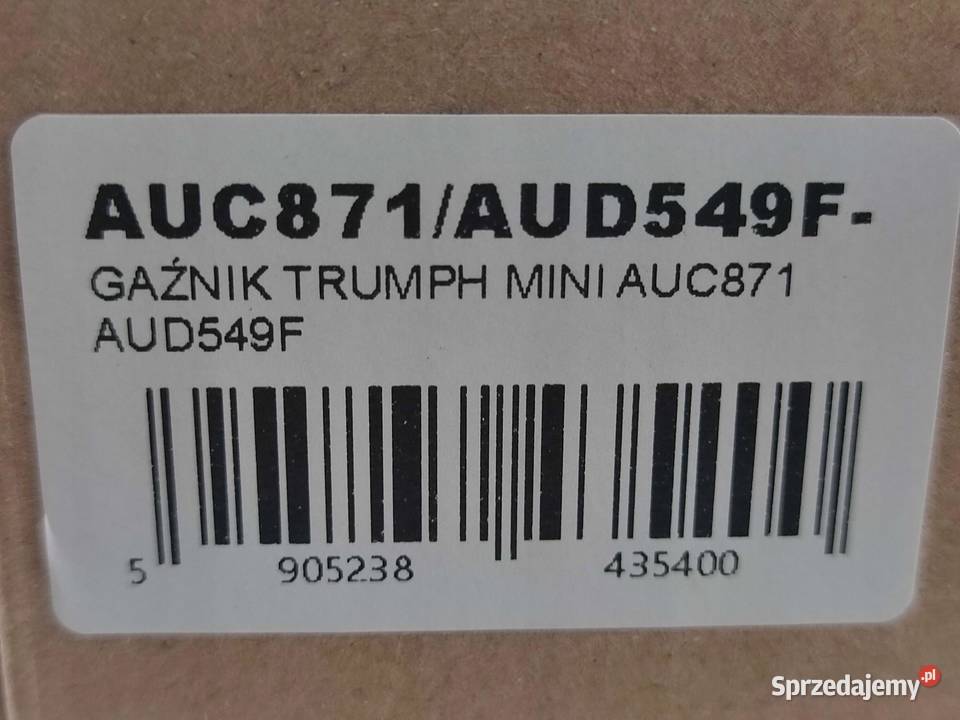 AUC871/AUD549F-
GAŹNIK TRUMPH MINI AUC871
AUD549F
5 905238 435400
Sprzedajemy.pl